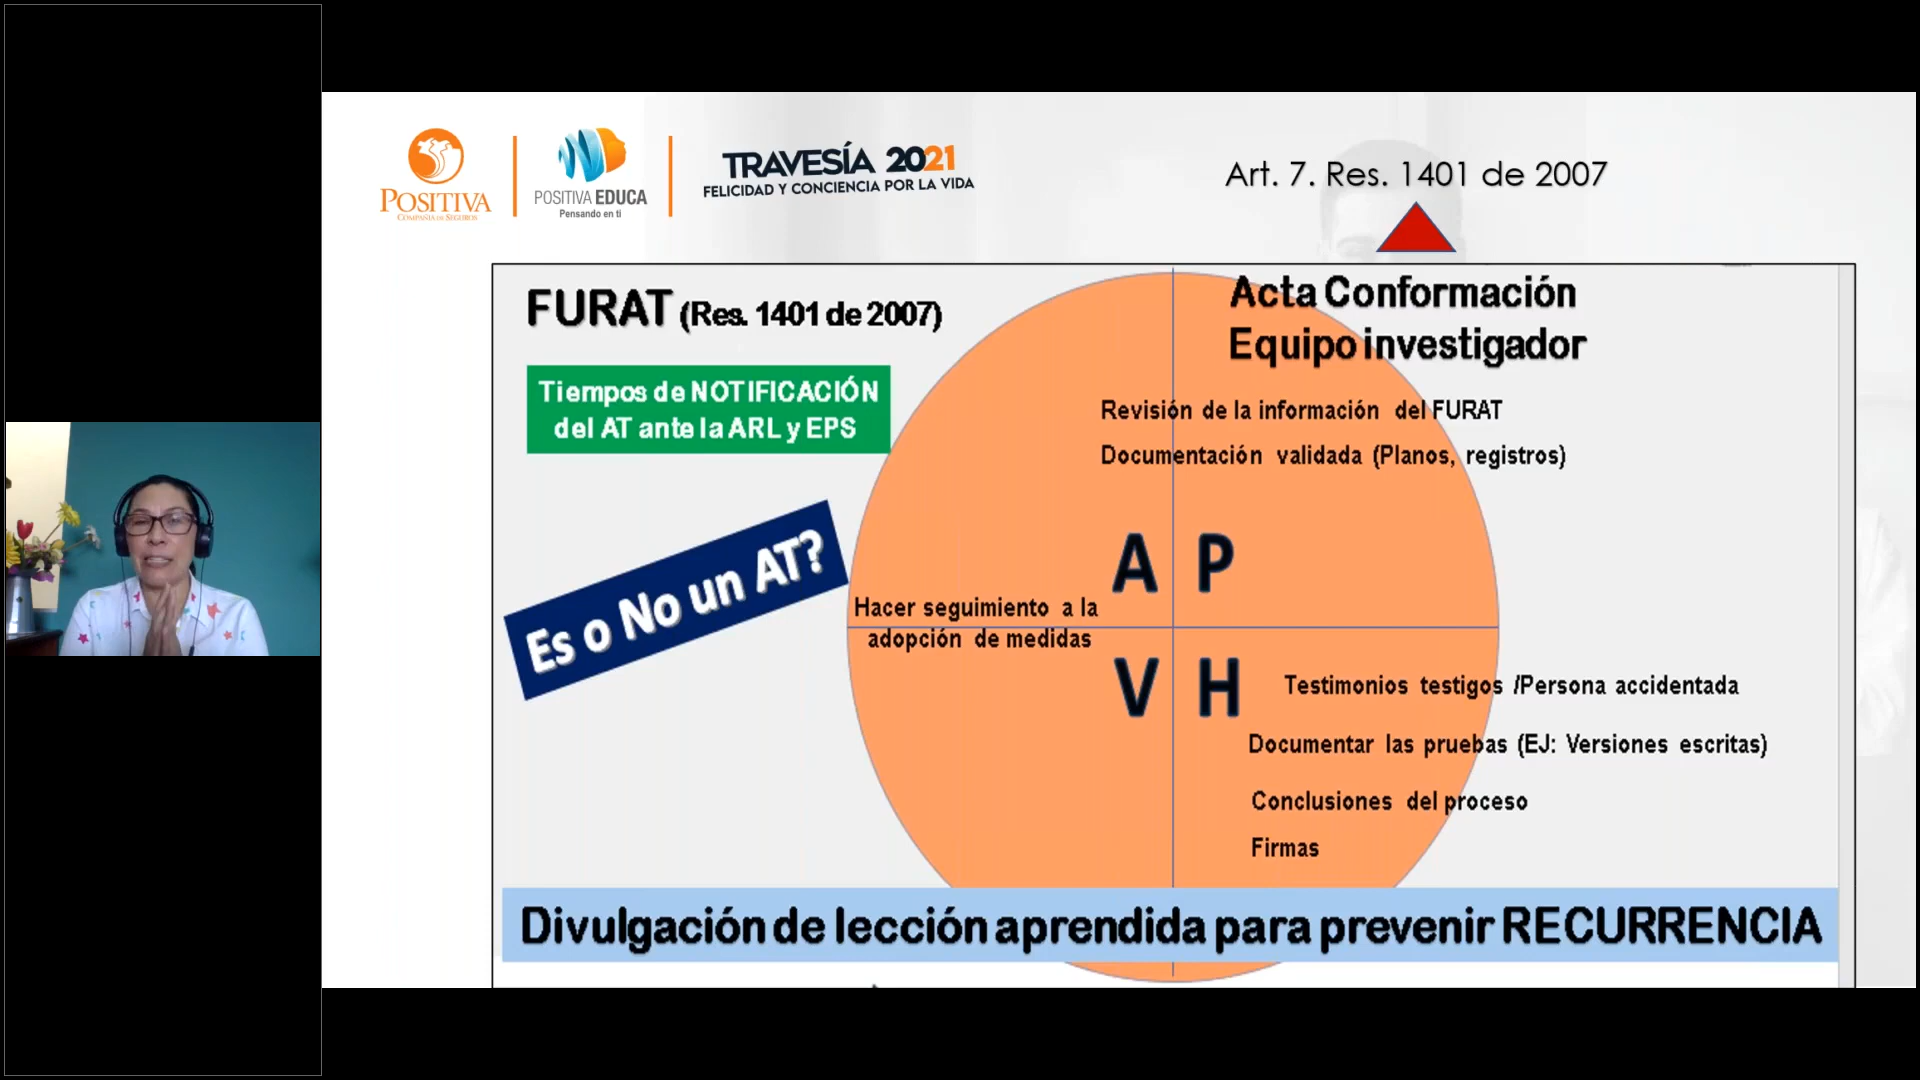 POSITIVA
COMPAÑÍA DE SEGUROS
POSITIVA EDUCA
Pensando en ti
TRAVESÍA 2021
FELICIDAD Y CONCIENCIA POR LA VIDA
Art. 7. Res. 1401 de 2007
FURAT (Res. 1401 de 2007)
Acta Conformación
Equipo investigador
Tiempos de NOTIFICACIÓN
del AT ante la ARL y EPS
Revisión de la información del FURAT
Documentación validada (Planos, registros)
Es o No un AT?
A P
Hacer seguimiento a la
adopción de medidas
V H
Testimonios testigos /Persona accidentada
Documentar las pruebas (EJ: Versiones escritas)
Conclusiones del proceso
Firmas
Divulgación de lección aprendida para prevenir RECURRENCIA